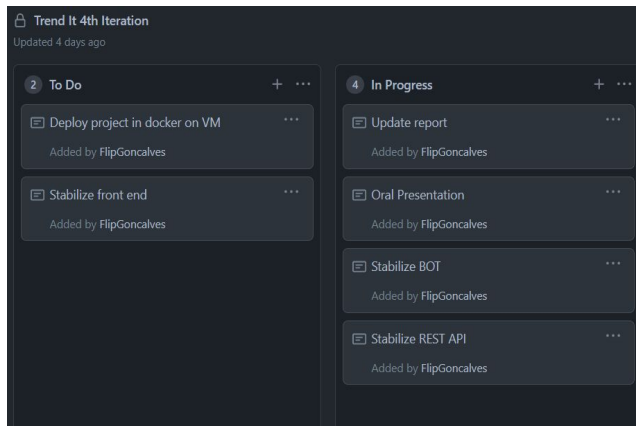 Trend It 4th Iteration
Updated 4 days ago
2 To Do
Deploy project in docker on VM
Added by FlipGoncalves
Stabilize front end
Added by FlipGoncalves
4 In Progress
Update report
Added by FlipGoncalves
Oral Presentation
Added by FlipGoncalves
Stabilize BOT
Added by FlipGoncalves
Stabilize REST API
Added by FlipGoncalves